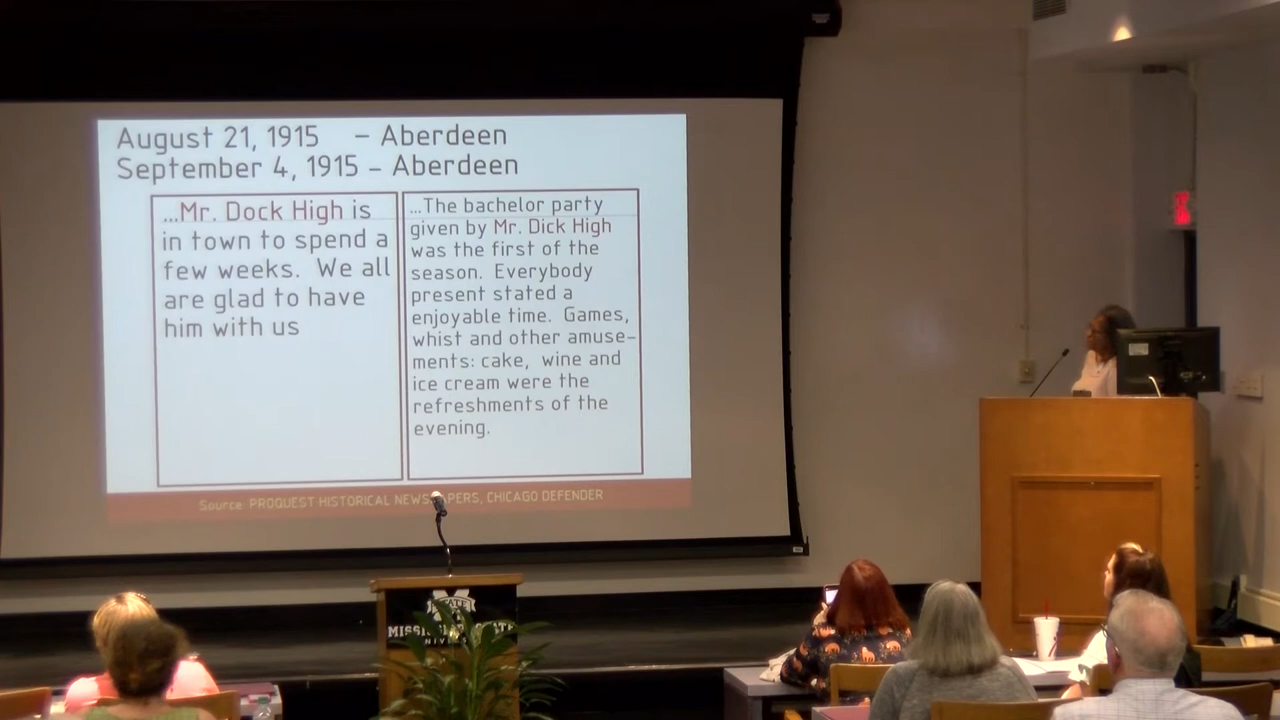 August 21, 1915 – Aberdeen
September 4, 1915 – Aberdeen
...Mr. Dock High is
in town to spend a
few weeks. We all
are glad to have
him with us
...The bachelor party
given by Mr. Dick High
was the first of the
season. Everybody
present stated a
enjoyable time. Games,
whist and other amuse-
ments: cake, wine and
ice cream were the
refreshments of the
evening.
Source: PROQUEST HISTORICAL NEWSPAPERS, CHICAGO DEFENDER
STATE